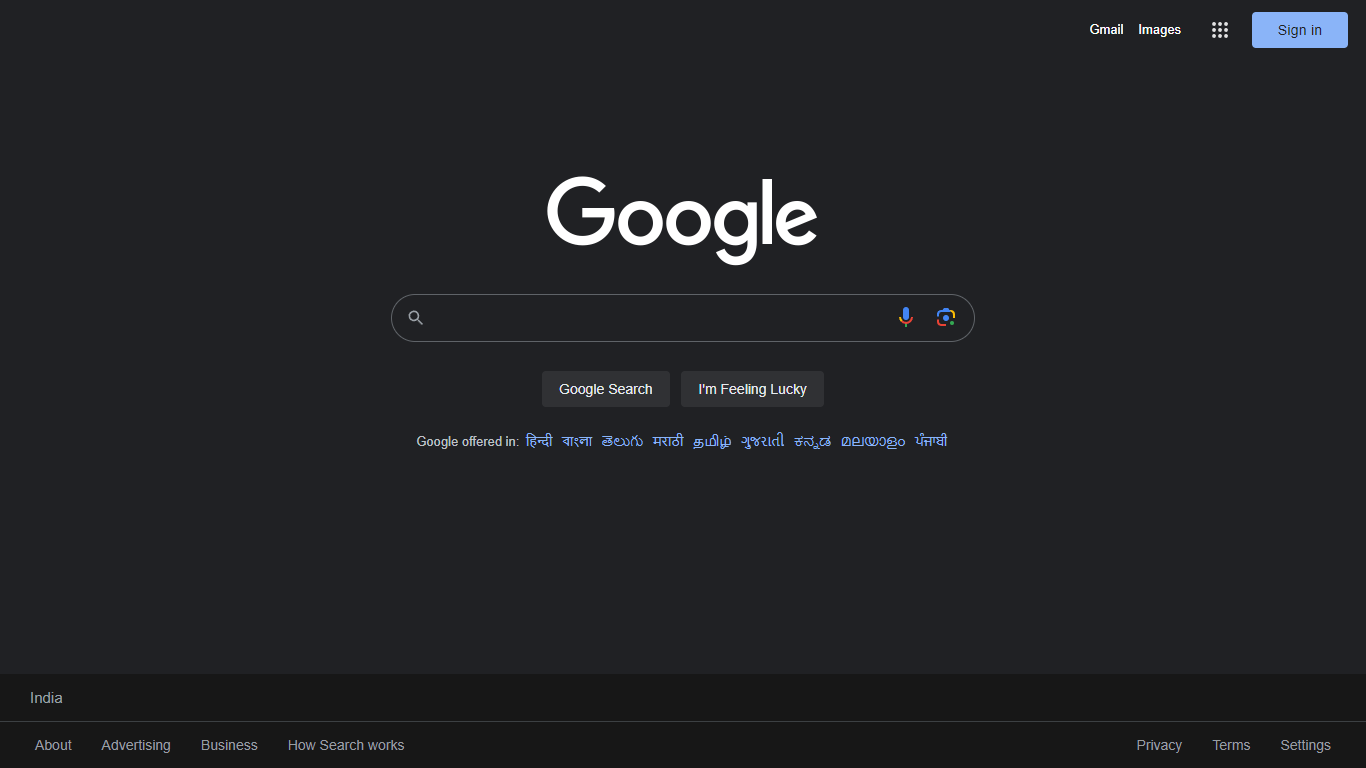 Gmail Images Sign in
Google
Google Search I'm Feeling Lucky
Google offered in: हिन्दी বাংলা తెలుగు मराठी தமிழ் ગુજરાતી ಕನ್ನಡ മലയാളം ਪੰਜਾਬੀ
India
About Advertising Business How Search works Privacy Terms Settings